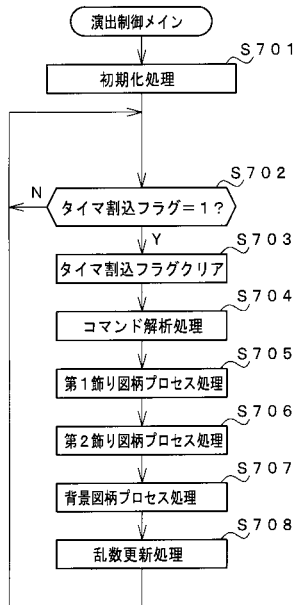 演出制御メイン
S701
初期化処理
S702
N
タイマ割込フラグ=1?
Y
S703
タイマ割込フラグクリア
S704
コマンド解析処理
S705
第1飾り図柄プロセス処理
S706
第2飾り図柄プロセス処理
S707
背景図柄プロセス処理
S708
乱数更新処理